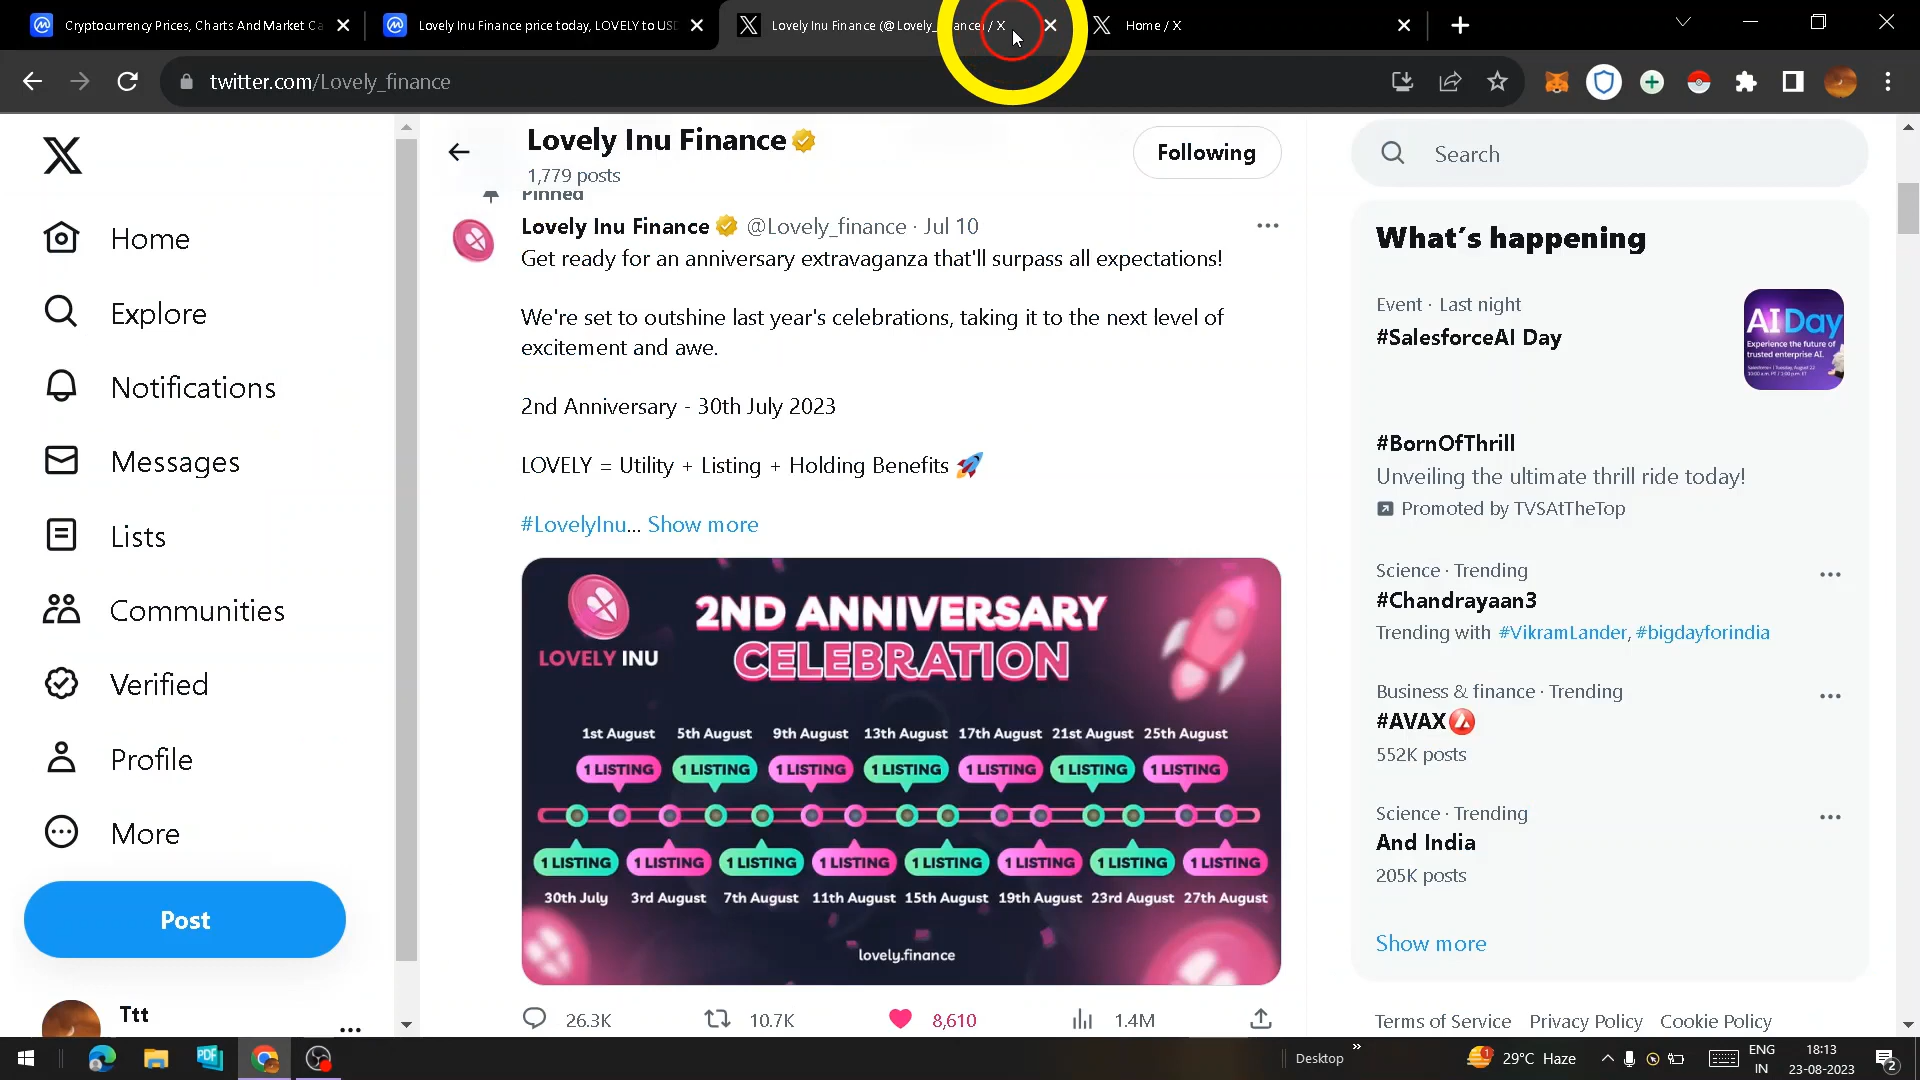 Cryptocurrency Prices, Charts And Market Ca
Lovely Inu Finance price today, LOVELY to USD
Lovely Inu Finance (@Lovely_finance) / X
Home / X
twitter.com/Lovely_finance
Lovely Inu Finance
1,779 posts
Following
Search
Home
Explore
Notifications
Messages
Lists
Communities
Verified
Profile
More
Post
Ttt
Pinned
Lovely Inu Finance @Lovely_finance · Jul 10
Get ready for an anniversary extravaganza that'll surpass all expectations!
We're set to outshine last year's celebrations, taking it to the next level of
excitement and awe.
2nd Anniversary - 30th July 2023
LOVELY = Utility + Listing + Holding Benefits 🚀
#LovelyInu... Show more
LOVELY INU
2ND ANNIVERSARY
CELEBRATION
1st August 5th August 9th August 13th August 17th August 21st August 25th August
1 LISTING 1 LISTING 1 LISTING 1 LISTING 1 LISTING 1 LISTING 1 LISTING
1 LISTING 1 LISTING 1 LISTING 1 LISTING 1 LISTING 1 LISTING 1 LISTING 1 LISTING
30th July 3rd August 7th August 11th August 15th August 19th August 23rd August 27th August
lovely.finance
26.3K 10.7K 8,610 1.4M
What's happening
Event · Last night
#SalesforceAI Day
AI Day
Experience the future of
trusted enterprise AI.
#BornOfThrill
Unveiling the ultimate thrill ride today!
Promoted by TVSAtTheTop
Science · Trending
#Chandrayaan3
Trending with #VikramLander, #bigdayforindia
Business & finance · Trending
#AVAX
552K posts
Science · Trending
And India
205K posts
Show more
Terms of Service Privacy Policy Cookie Policy
PDF
Desktop
29°C Haze
ENG
IN
18:13
23-08-2023
2